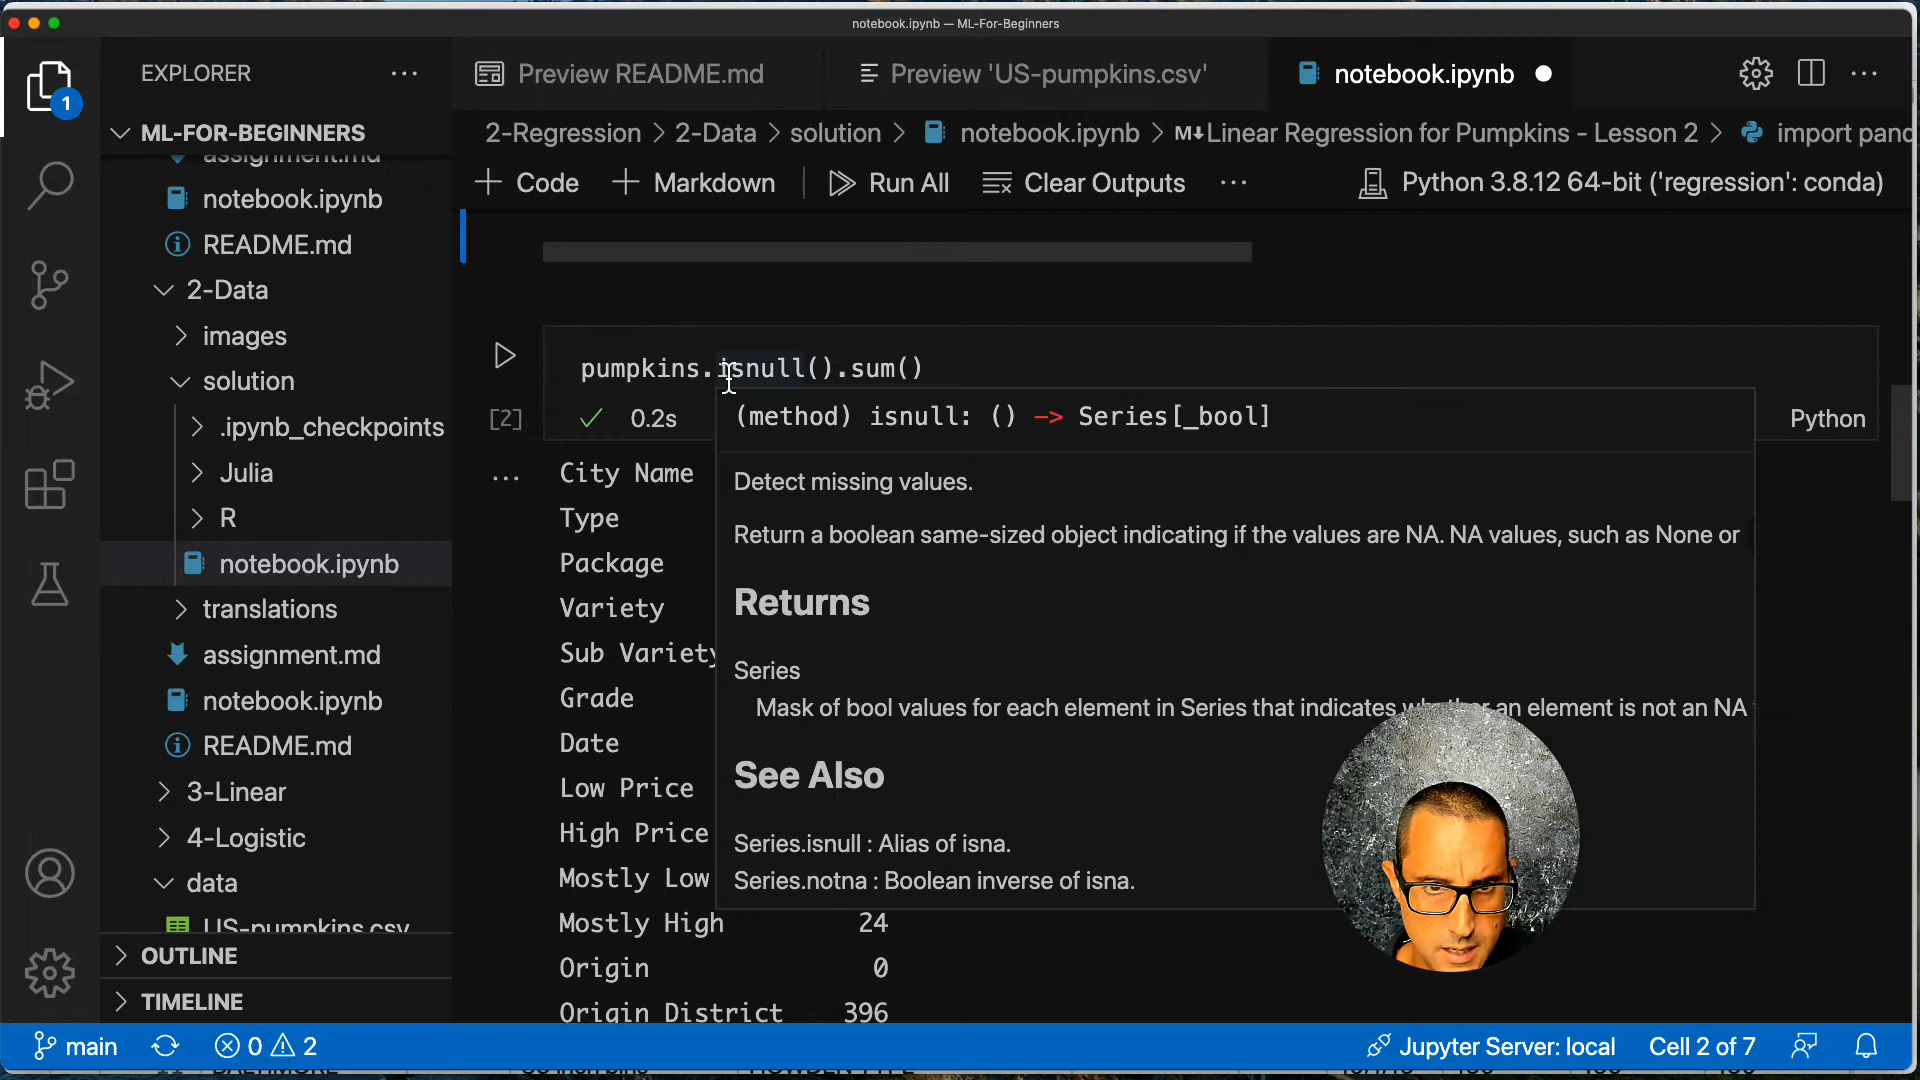 notebook.ipynb — ML-For-Beginners
EXPLORER
1
ML-FOR-BEGINNERS
assignment.md
notebook.ipynb
README.md
2-Data
images
solution
.ipynb_checkpoints
Julia
R
notebook.ipynb
translations
assignment.md
notebook.ipynb
README.md
3-Linear
4-Logistic
data
US-pumpkins.csv
OUTLINE
TIMELINE
Preview README.md
Preview 'US-pumpkins.csv'
notebook.ipynb
2-Regression > 2-Data > solution > notebook.ipynb > M↓Linear Regression for Pumpkins - Lesson 2 > import pand
+ Code + Markdown Run All Clear Outputs ... Python 3.8.12 64-bit ('regression': conda)
pumpkins.isnull().sum()
[2] 0.2s
Python
(method) isnull: () -> Series[_bool]
Detect missing values.
Return a boolean same-sized object indicating if the values are NA. NA values, such as None or
Returns
Series
Mask of bool values for each element in Series that indicates whether an element is not an NA
See Also
Series.isnull : Alias of isna.
Series.notna : Boolean inverse of isna.
City Name
Type
Package
Variety
Sub Variety
Grade
Date
Low Price
High Price
Mostly Low
Mostly High 24
Origin 0
Origin District 396
main 0 2
Jupyter Server: local Cell 2 of 7